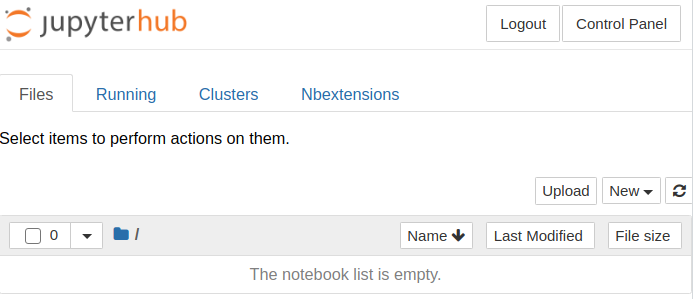 jupyterhub Logout Control Panel
Files Running Clusters Nbextensions
Select items to perform actions on them.
Upload New
0 / Name Last Modified File size
The notebook list is empty.